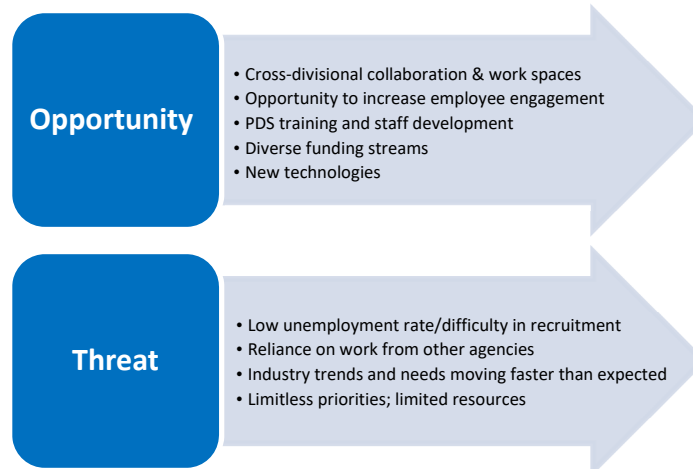 Opportunity
• Cross-divisional collaboration & work spaces
• Opportunity to increase employee engagement
• PDS training and staff development
• Diverse funding streams
• New technologies
Threat
• Low unemployment rate/difficulty in recruitment
• Reliance on work from other agencies
• Industry trends and needs moving faster than expected
• Limitless priorities; limited resources